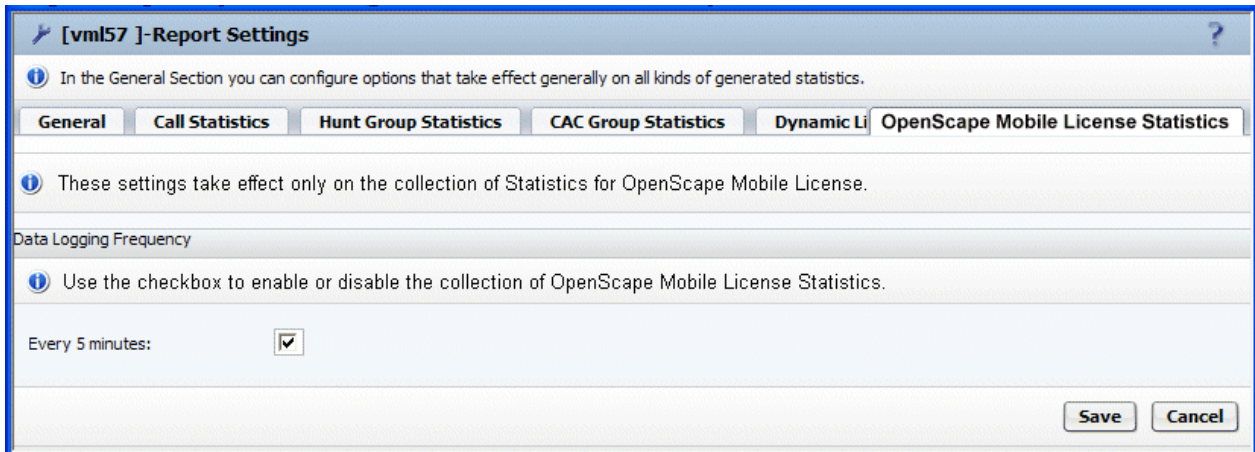 [vml57 ]-Report Settings ?
In the General Section you can configure options that take effect generally on all kinds of generated statistics.
General Call Statistics Hunt Group Statistics CAC Group Statistics Dynamic Li OpenScape Mobile License Statistics
These settings take effect only on the collection of Statistics for OpenScape Mobile License.
Data Logging Frequency
Use the checkbox to enable or disable the collection of OpenScape Mobile License Statistics.
Every 5 minutes:
Save Cancel